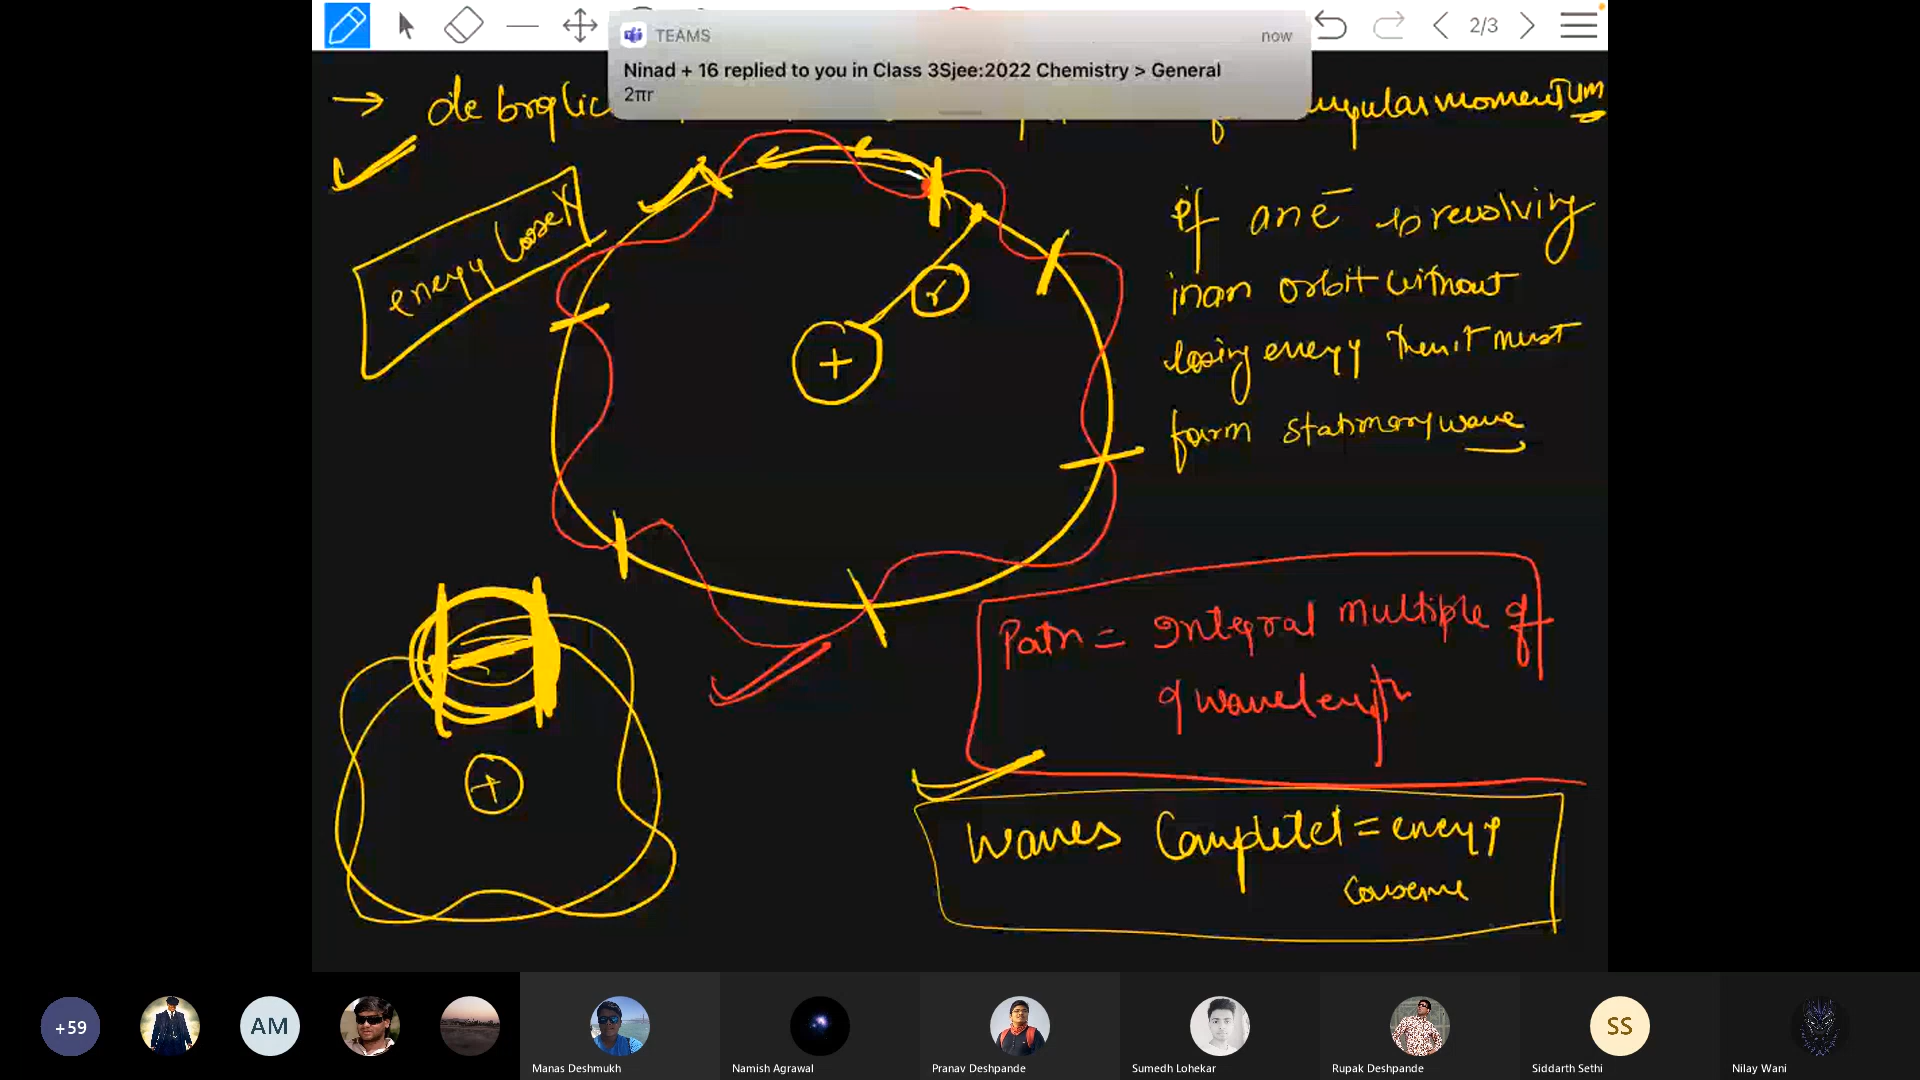 2/3
TEAMS
now
Ninad + 16 replied to you in Class 3Sjee:2022 Chemistry > General
2πr
→ de broglie angular momentum
energy loose X
r
+
if an e⁻ is revolving
in an orbit without
losing energy then it must
form stationary wave
Path = Integral multiple of
of wavelength
+
waves Completed = energy
Conserve
+59
AM
Manas Deshmukh
Namish Agrawal
Pranav Deshpande
Sumedh Lohekar
Rupak Deshpande
SS
Siddarth Sethi
Nilay Wani